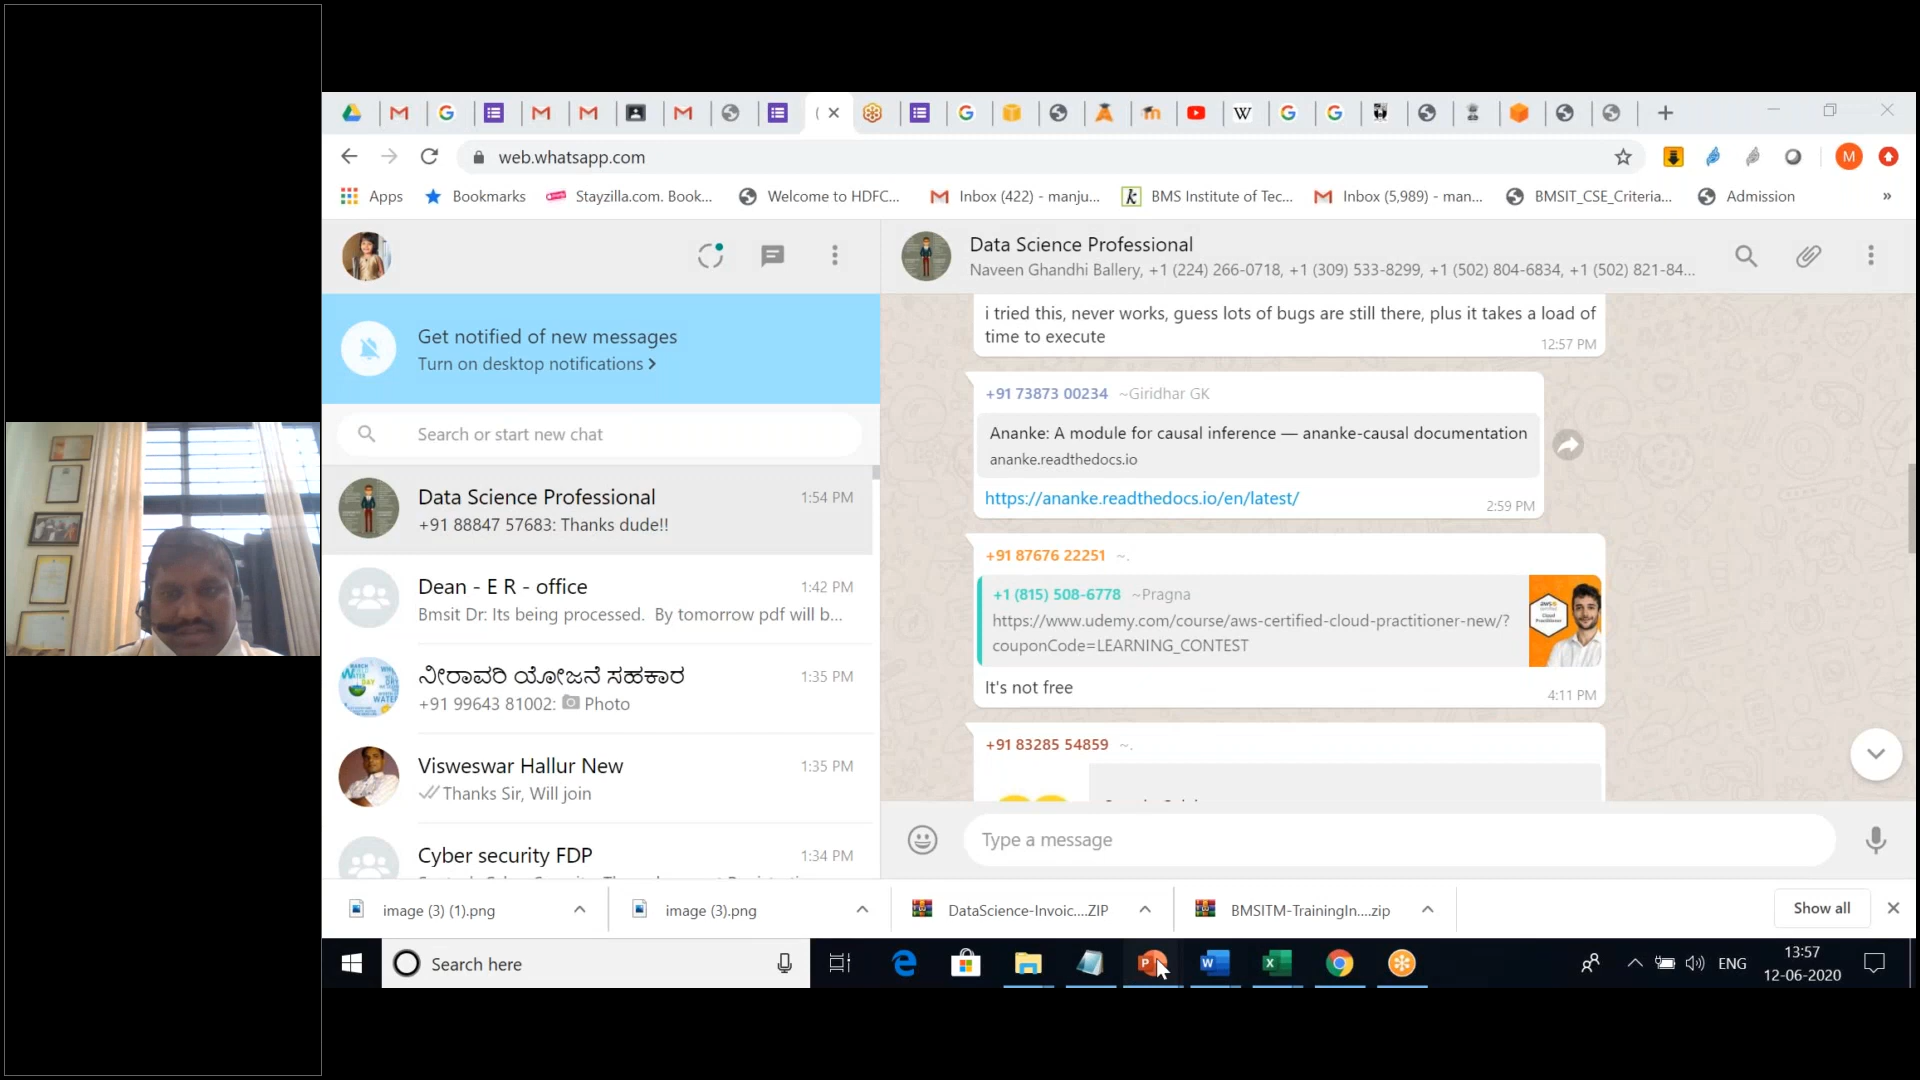 web.whatsapp.com
M
Apps
Bookmarks
Stayzilla.com. Book...
Welcome to HDFC...
Inbox (422) - manju...
BMS Institute of Tec...
Inbox (5,989) - man...
BMSIT_CSE_Criteria...
Admission
»
Data Science Professional
Naveen Ghandhi Ballery, +1 (224) 266-0718, +1 (309) 533-8299, +1 (502) 804-6834, +1 (502) 821-84...
Get notified of new messages
Turn on desktop notifications >
Search or start new chat
Data Science Professional
1:54 PM
+91 88847 57683: Thanks dude!!
Dean - E R - office
1:42 PM
Bmsit Dr: Its being processed. By tomorrow pdf will b...
ನೀರಾವರಿ ಯೋಜನೆ ಸಹಕಾರ
1:35 PM
+91 99643 81002: Photo
Visweswar Hallur New
1:35 PM
Thanks Sir, Will join
Cyber security FDP
1:34 PM
i tried this, never works, guess lots of bugs are still there, plus it takes a load of
time to execute
12:57 PM
+91 73873 00234 ~Giridhar GK
Ananke: A module for causal inference — ananke-causal documentation
ananke.readthedocs.io
https://ananke.readthedocs.io/en/latest/
2:59 PM
+91 87676 22251 ~.
+1 (815) 508-6778 ~Pragna
https://www.udemy.com/course/aws-certified-cloud-practitioner-new/?
couponCode=LEARNING_CONTEST
It's not free
4:11 PM
+91 83285 54859 ~.
Type a message
image (3) (1).png
image (3).png
DataScience-Invoic....ZIP
BMSITM-TrainingIn....zip
Show all
Search here
ENG
13:57
12-06-2020